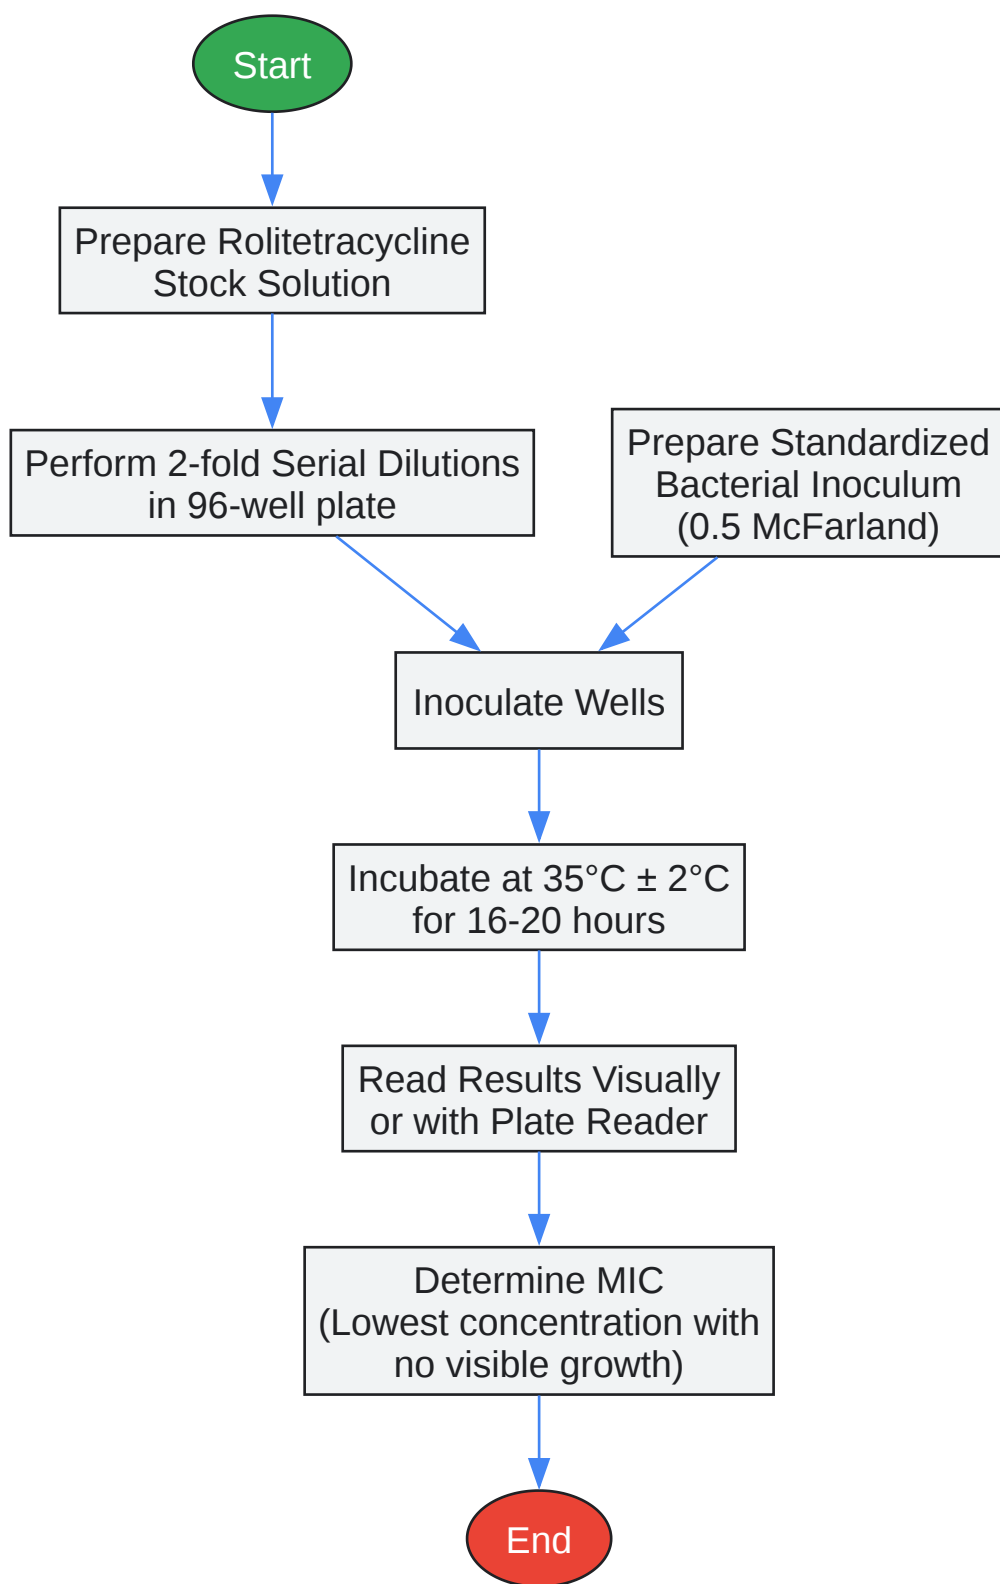 Start
Prepare Rolitetracycline
Stock Solution
Perform 2-fold Serial Dilutions
in 96-well plate
Prepare Standardized
Bacterial Inoculum
(0.5 McFarland)
Inoculate Wells
Incubate at 35°C ± 2°C
for 16-20 hours
Read Results Visually
or with Plate Reader
Determine MIC
(Lowest concentration with
no visible growth)
End